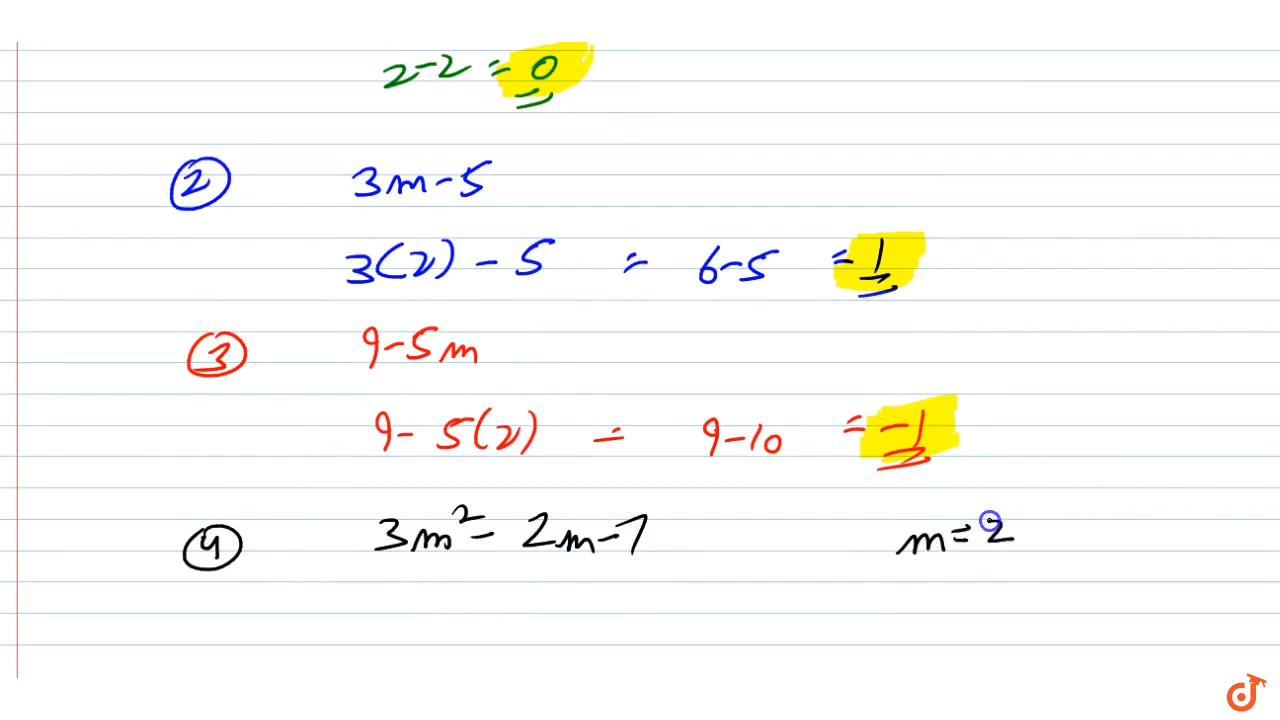 2-2 = 0
2 3m-5
3(2) - 5 = 6-5 = 1
3 9-5m
9- 5(2) = 9-10 = -1
4 3m²- 2m-7 m=2